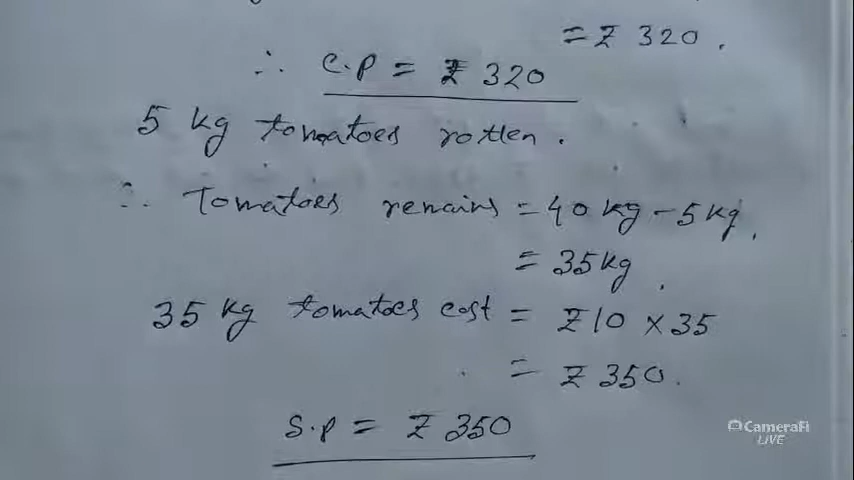 = ₹ 320.
∴ C.P = ₹ 320
5 kg tomatoes rotten.
∴ Tomatoes remains = 40 kg - 5 kg.
= 35 kg.
35 kg tomatoes cost = ₹ 10 × 35
= ₹ 350.
S.P = ₹ 350
CameraFi
LIVE